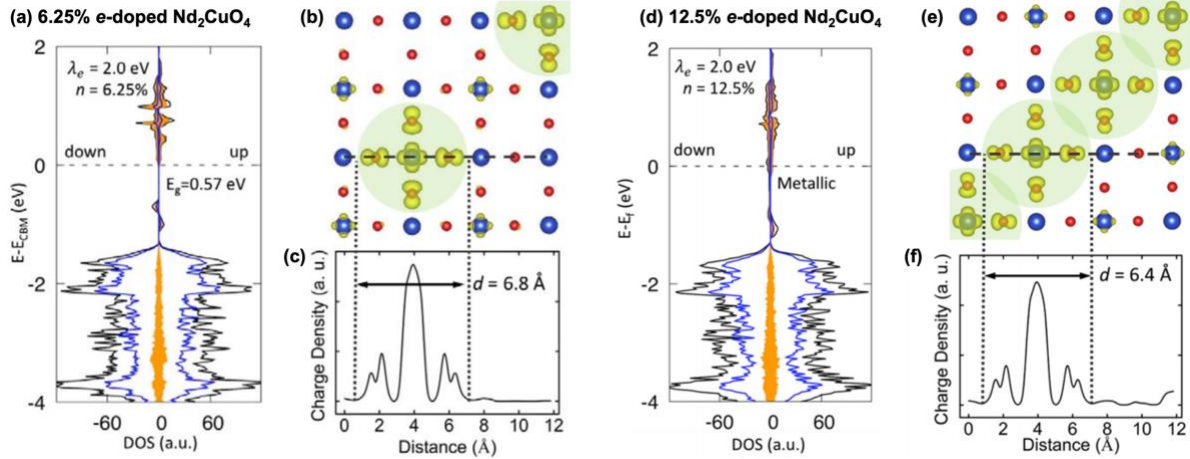 (a) 6.25% e-doped Nd₂CuO₄
2
λₑ = 2.0 eV
n = 6.25%
down
up
0
E_g=0.57 eV
-2
-4
E-E_CBM (eV)
-60
0
60
DOS (a.u.)
(b)
(c)
d = 6.8 Å
Charge Density (a. u.)
0 2 4 6 8 10 12
Distance (Å)
(d) 12.5% e-doped Nd₂CuO₄
2
λₑ = 2.0 eV
n = 12.5%
down
up
0
Metallic
-2
-4
E-E_f (eV)
-60
0
60
DOS (a.u.)
(e)
(f)
d = 6.4 Å
Charge Density (a. u.)
0 2 4 6 8 10 12
Distance (Å)